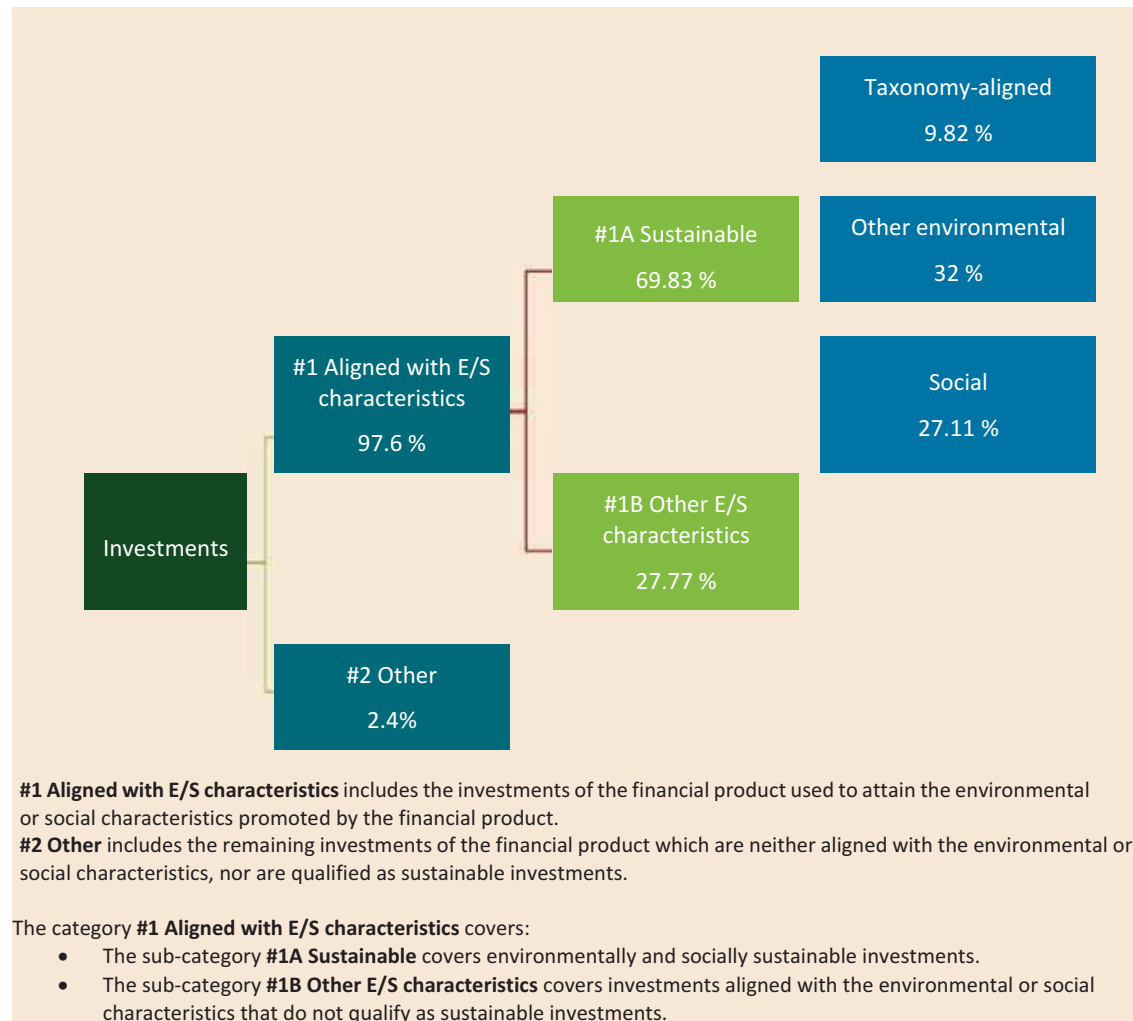 Taxonomy-aligned
9.82 %
#1A Sustainable
69.83 %
Other environmental
32 %
#1 Aligned with E/S
characteristics
97.6 %
Social
27.11 %
Investments
#1B Other E/S
characteristics
27.77 %
#2 Other
2.4%
#1 Aligned with E/S characteristics includes the investments of the financial product used to attain the environmental
or social characteristics promoted by the financial product.
#2 Other includes the remaining investments of the financial product which are neither aligned with the environmental or
social characteristics, nor are qualified as sustainable investments.
The category #1 Aligned with E/S characteristics covers:
• The sub-category #1A Sustainable covers environmentally and socially sustainable investments.
• The sub-category #1B Other E/S characteristics covers investments aligned with the environmental or social
characteristics that do not qualify as sustainable investments.